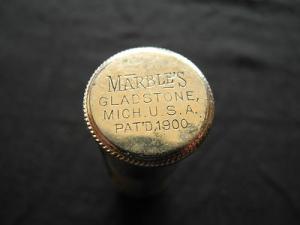 MARBLE'S
GLADSTONE,
MICH. U.S.A.
PAT'D, 1900